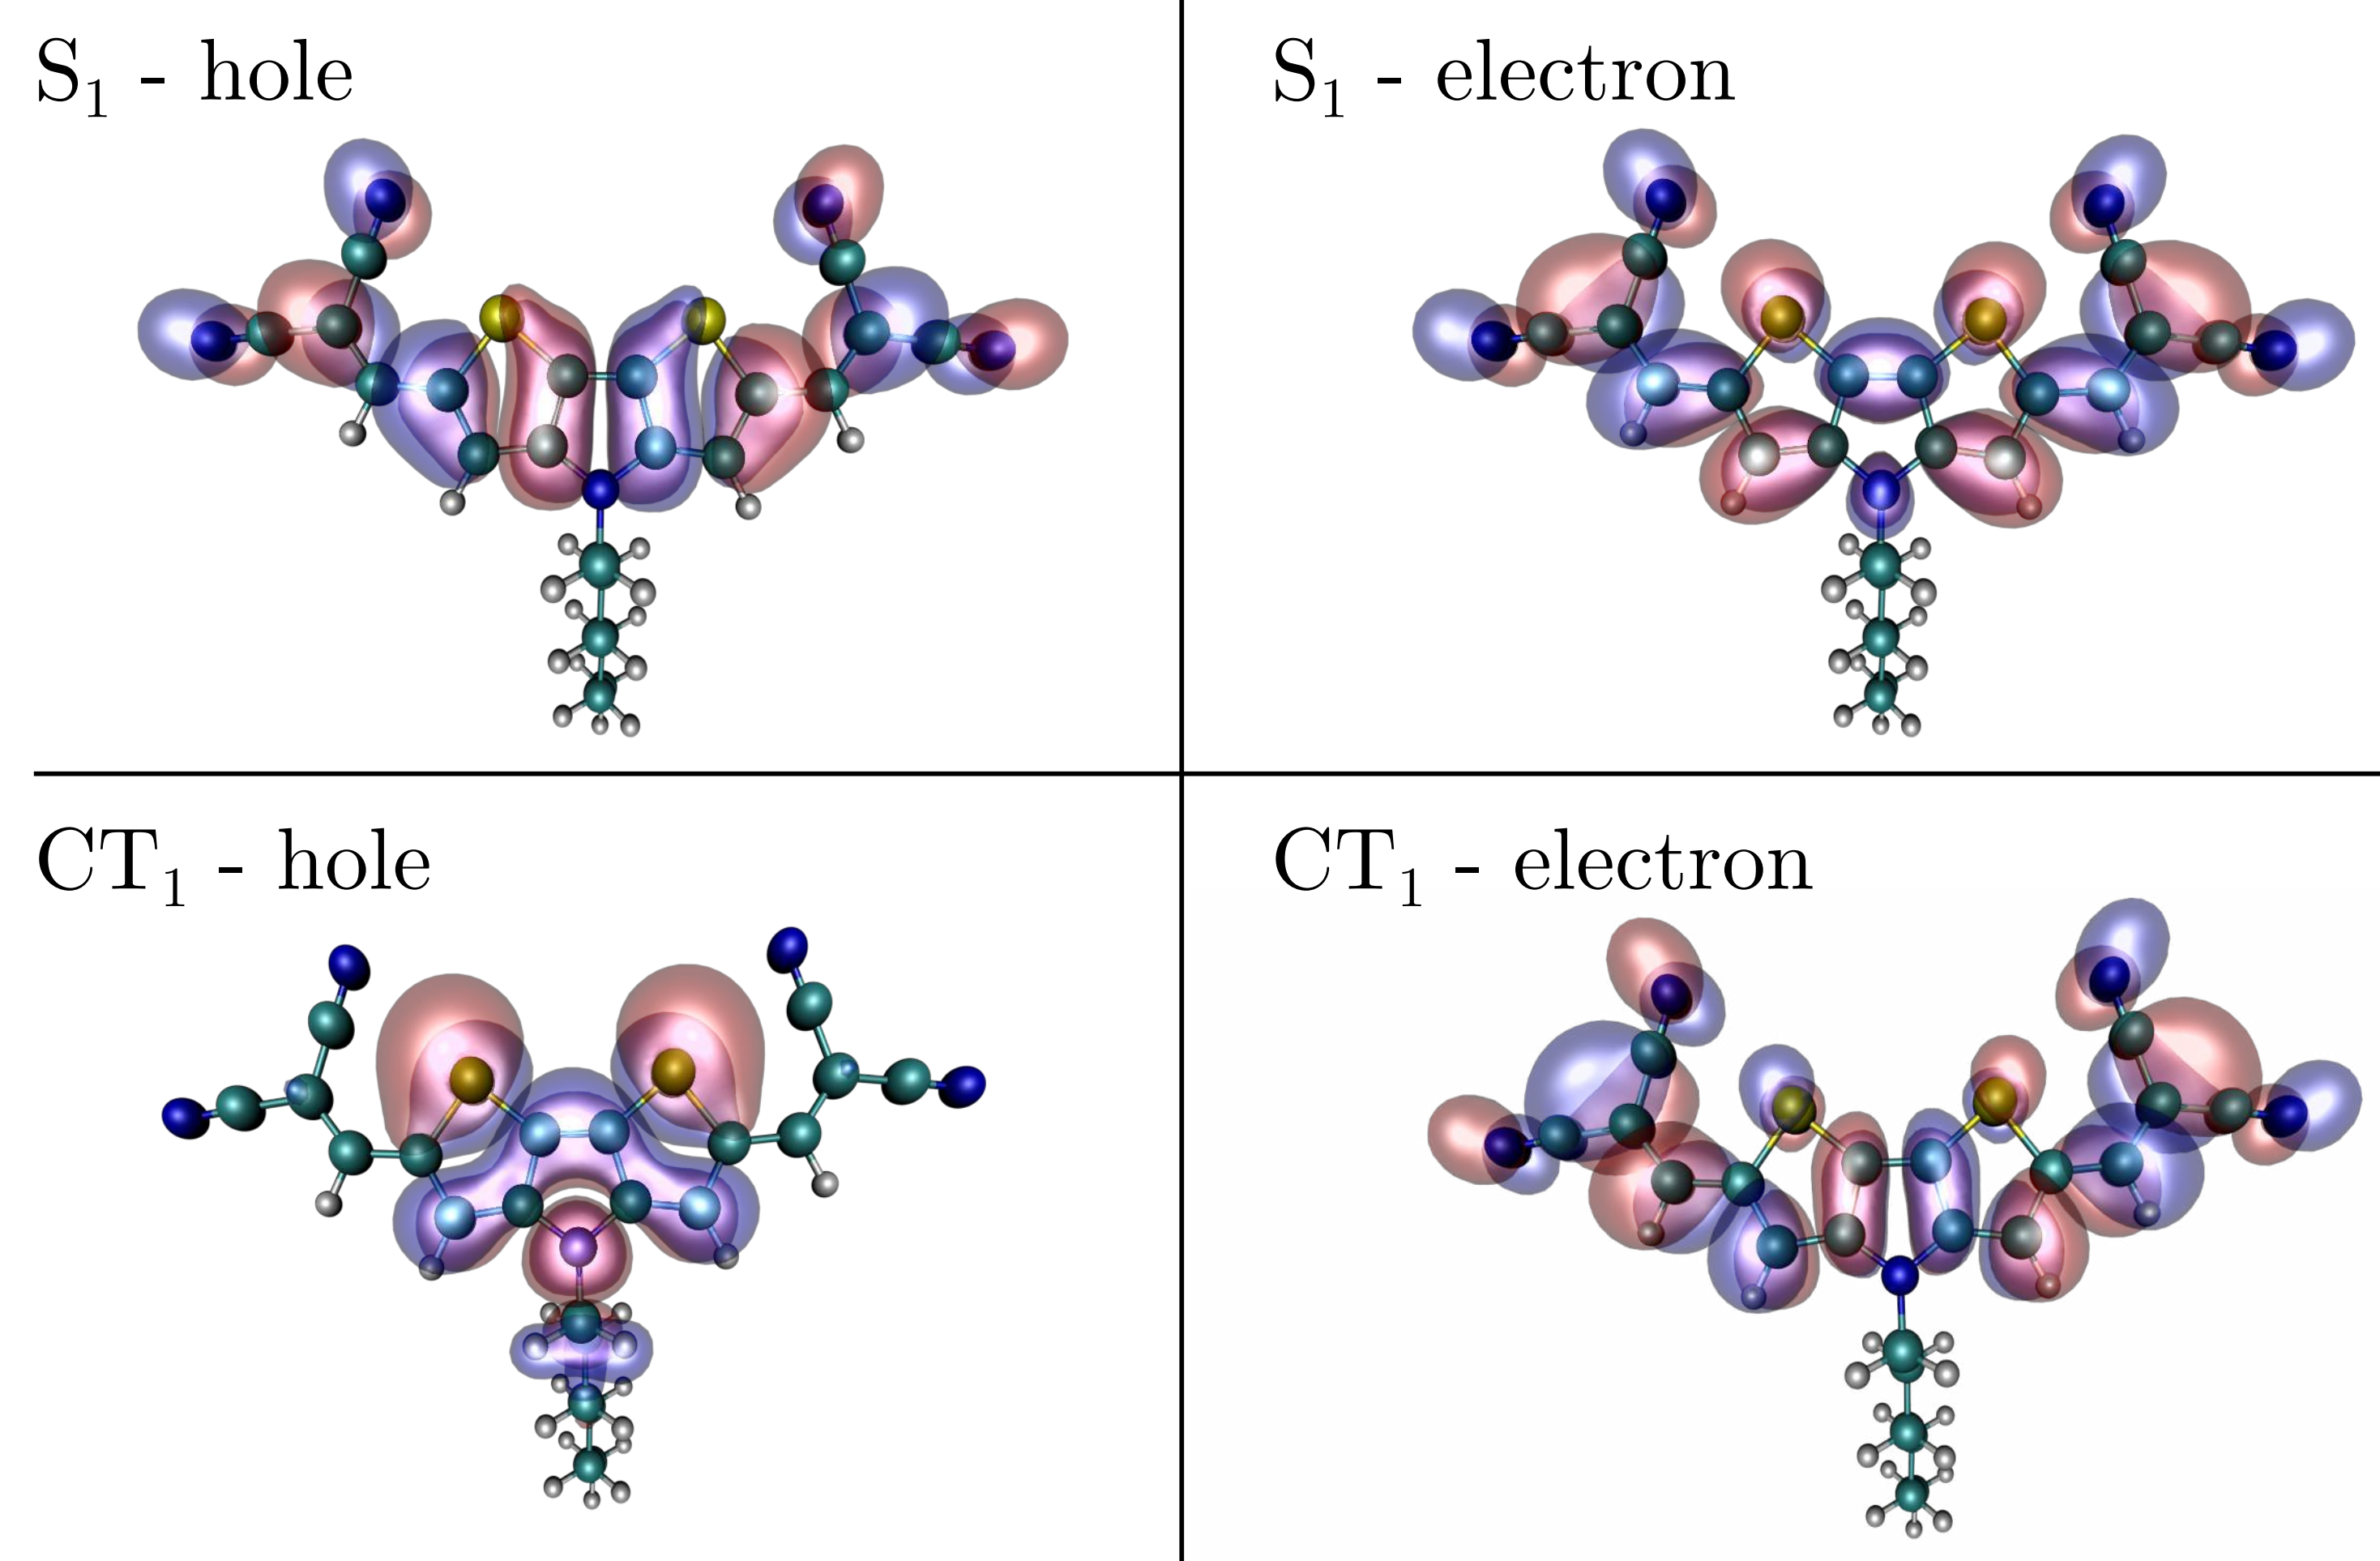 S₁ - hole
S₁ - electron
CT₁ - hole
CT₁ - electron